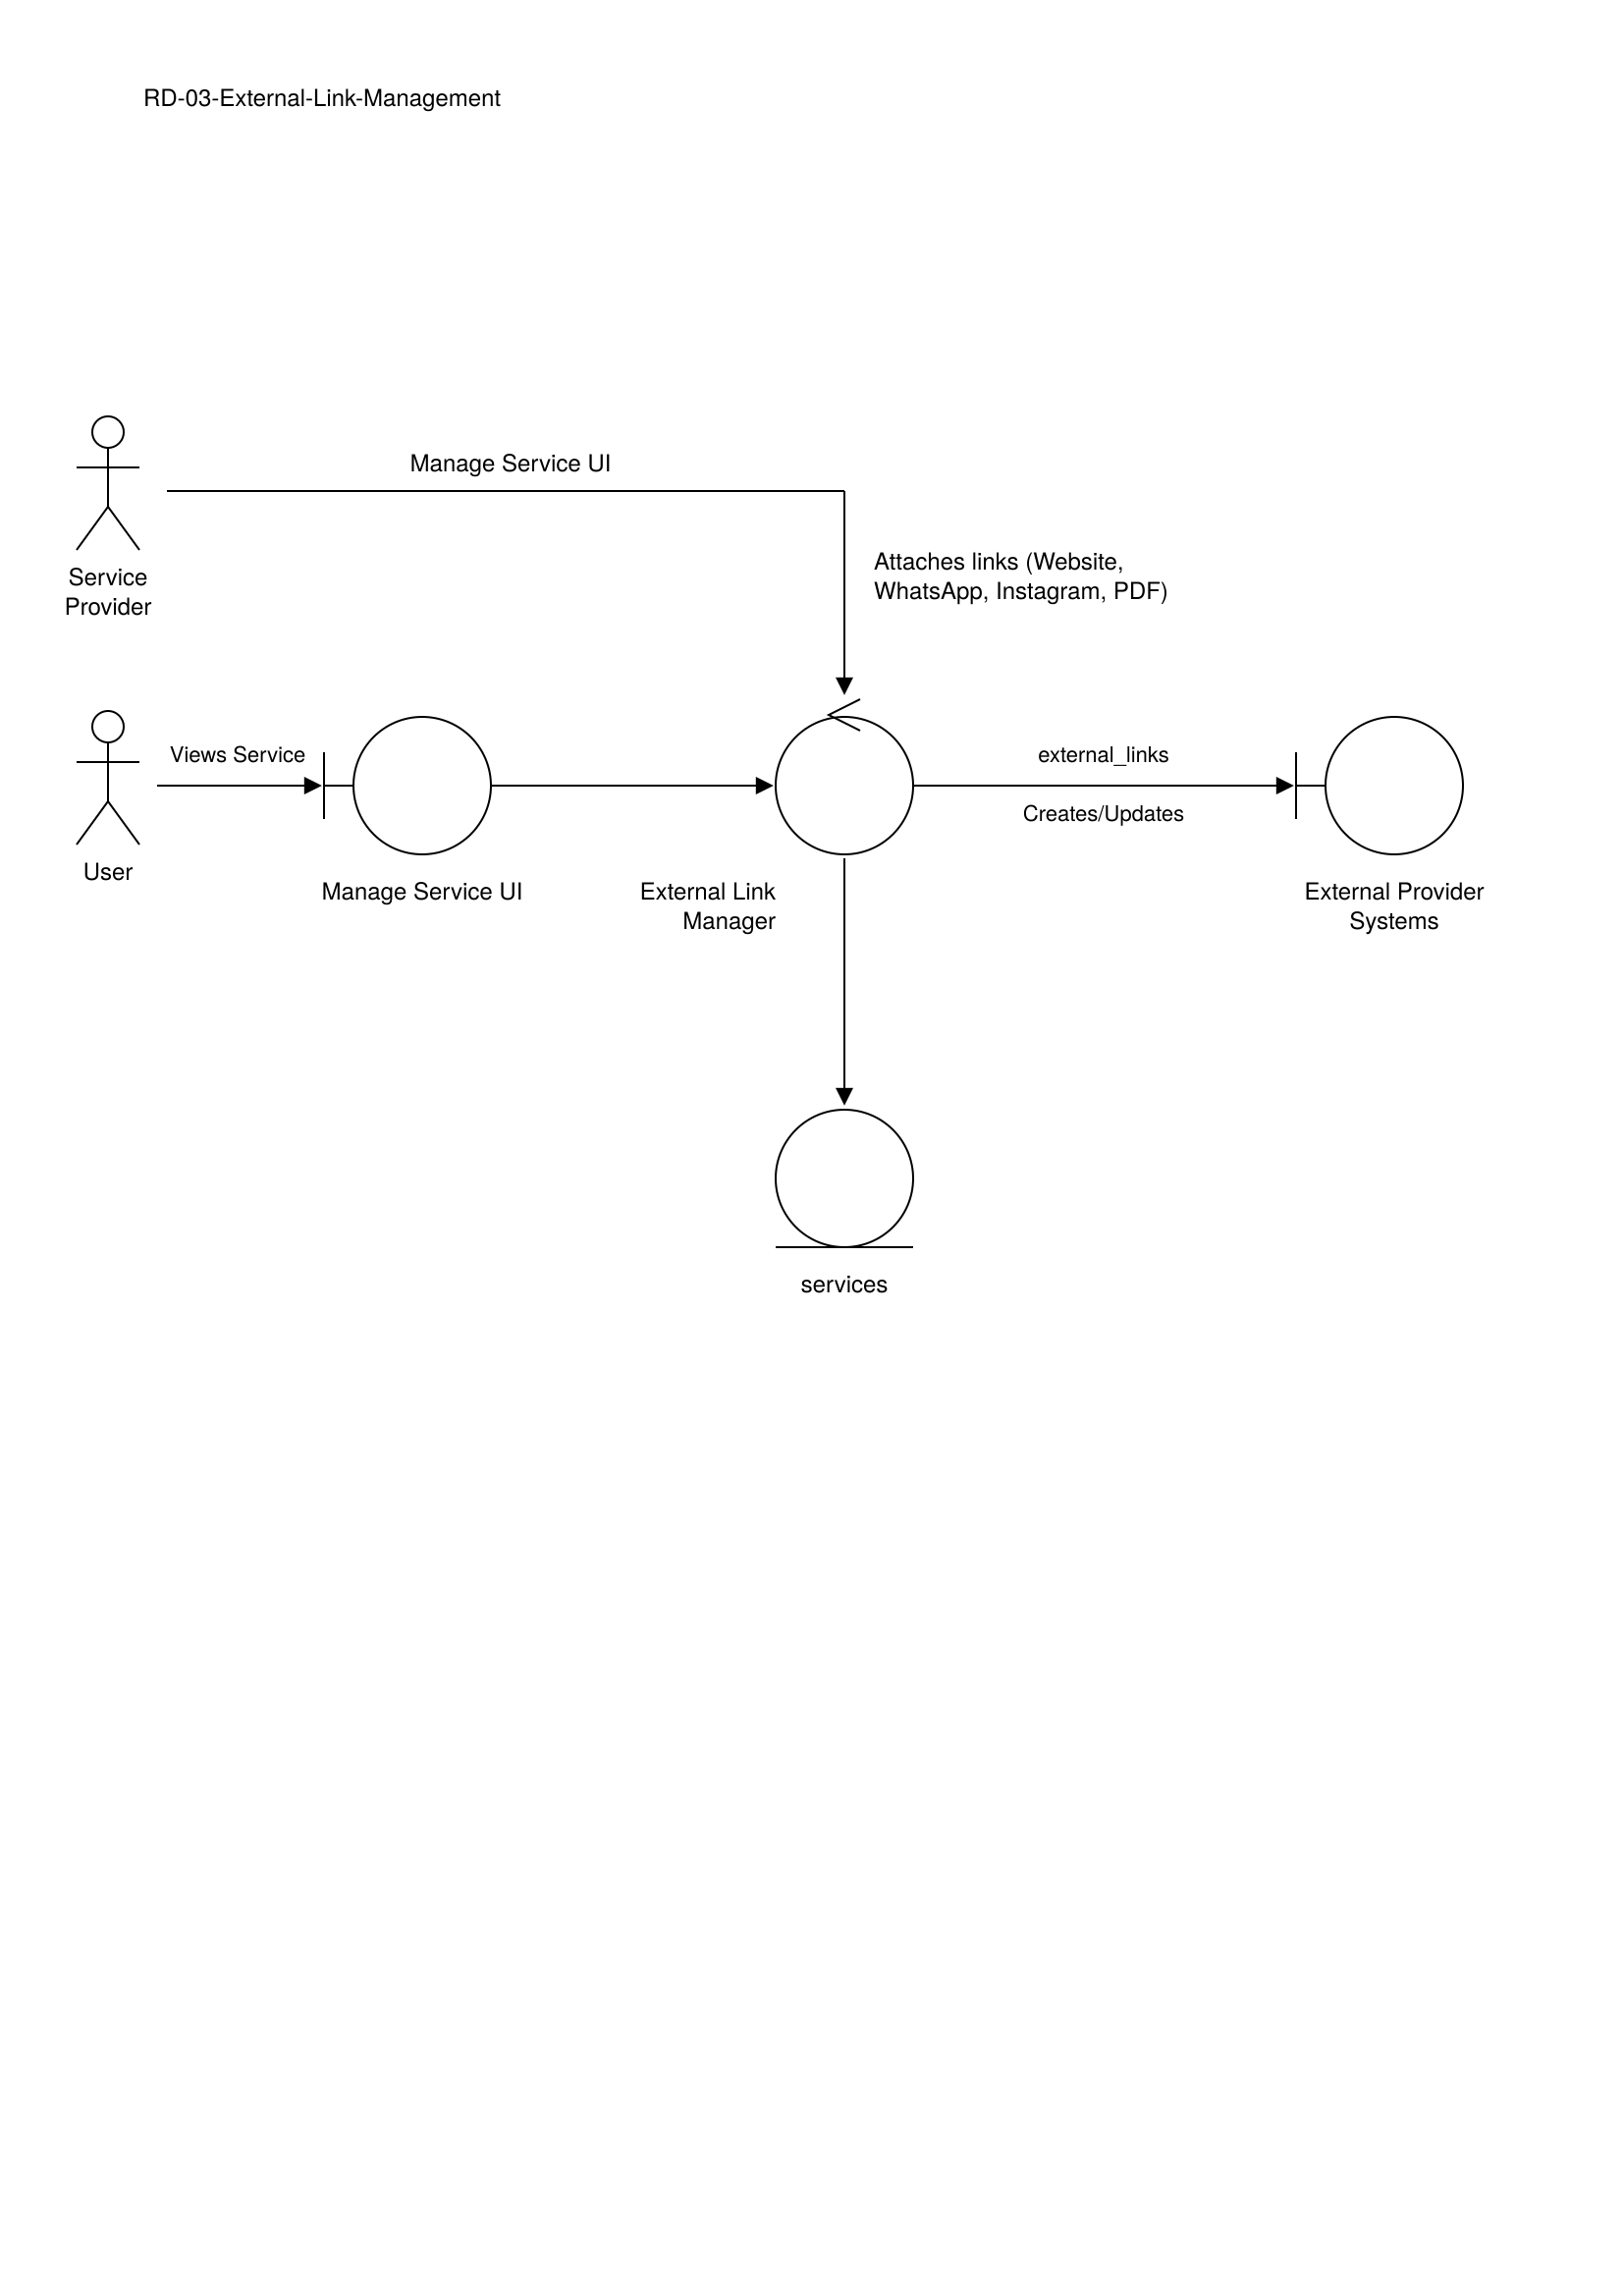 RD-03-External-Link-Management
Manage Service UI
Attaches links (Website,
WhatsApp, Instagram, PDF)
Service
Provider
Views Service
external_links
Creates/Updates
User
Manage Service UI
External Link
Manager
External Provider
Systems
services